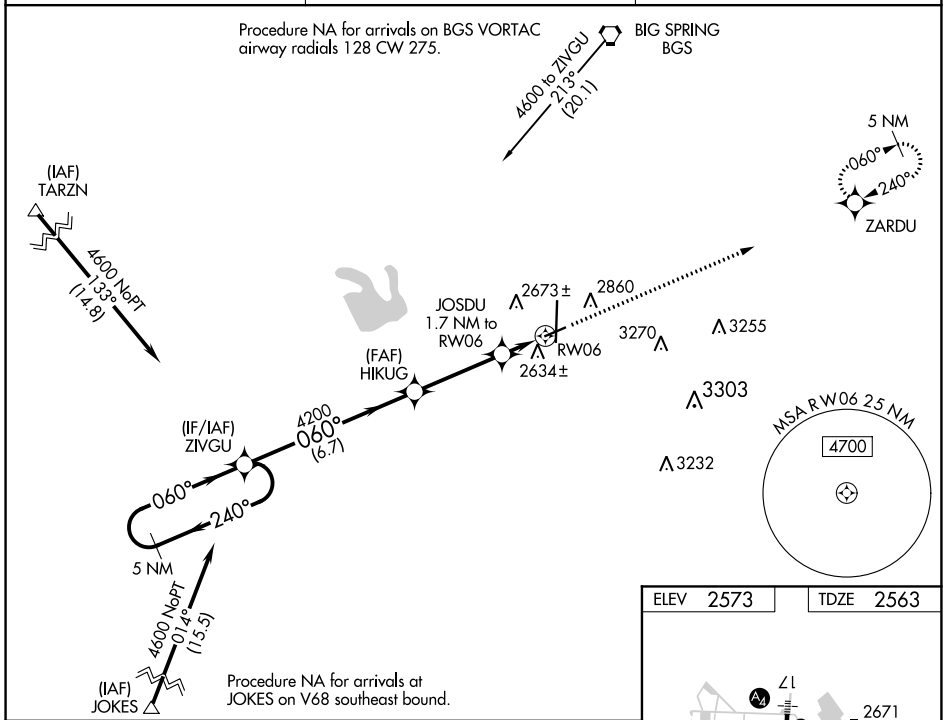 Procedure NA for arrivals on BGS VORTAC
airway radials 128 CW 275.
BIG SPRING
BGS
4600 to ZIVGU
213°
(20.1)
5 NM
060°
240°
ZARDU
(IAF)
TARZN
4600 NoPT
133°
(14.8)
JOSDU
1.7 NM to
RW06
2673±
2860
3270
3255
RW06
2634±
(FAF)
HIKUG
3303
4200
060°
(6.7)
(IF/IAF)
ZIVGU
3232
MSA RW06 25 NM
4700
060°
240°
5 NM
4600 NoPT
014°
(15.5)
(IAF)
JOKES
Procedure NA for arrivals at
JOKES on V68 southeast bound.
ELEV 2573
TDZE 2563
17
A4
2671